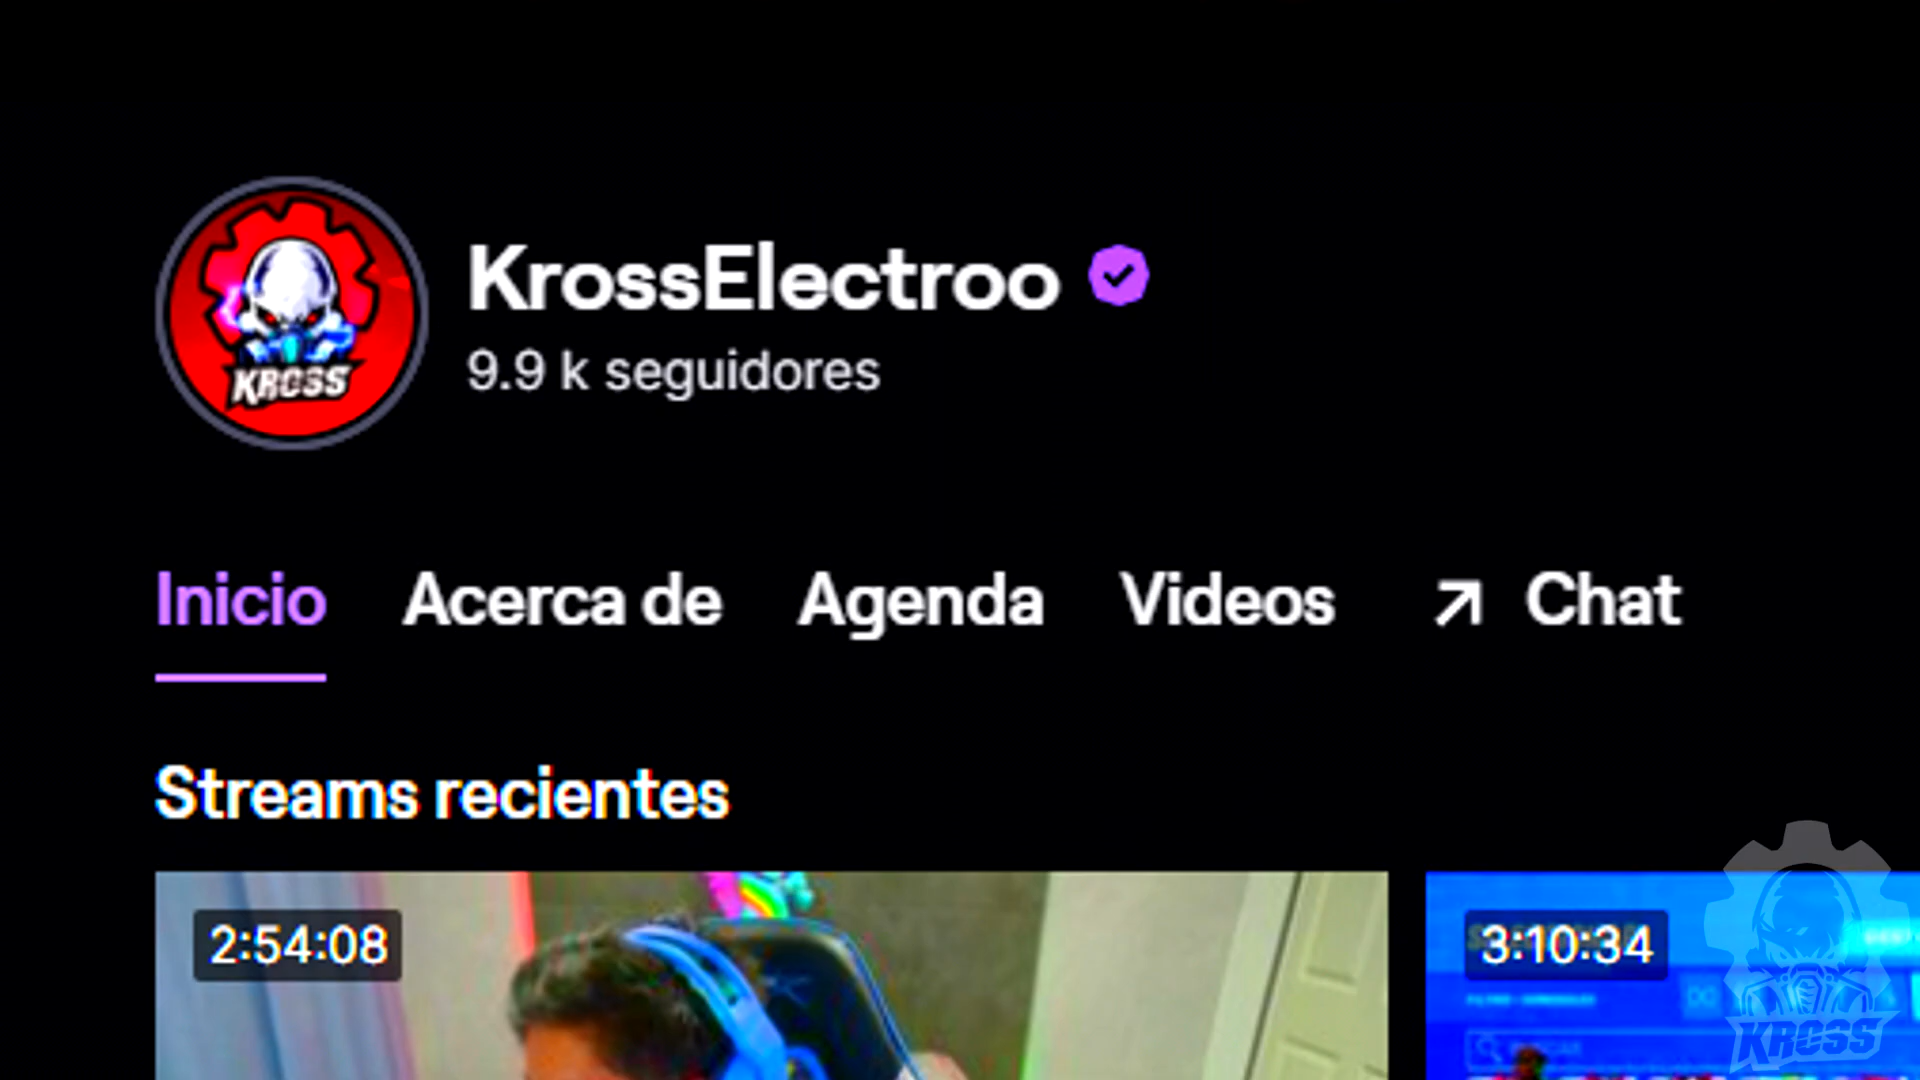 KrossElectroo
9.9 k seguidores
KROSS
Inicio Acerca de Agenda Videos Chat
Streams recientes
2:54:08
3:10:34
KROSS